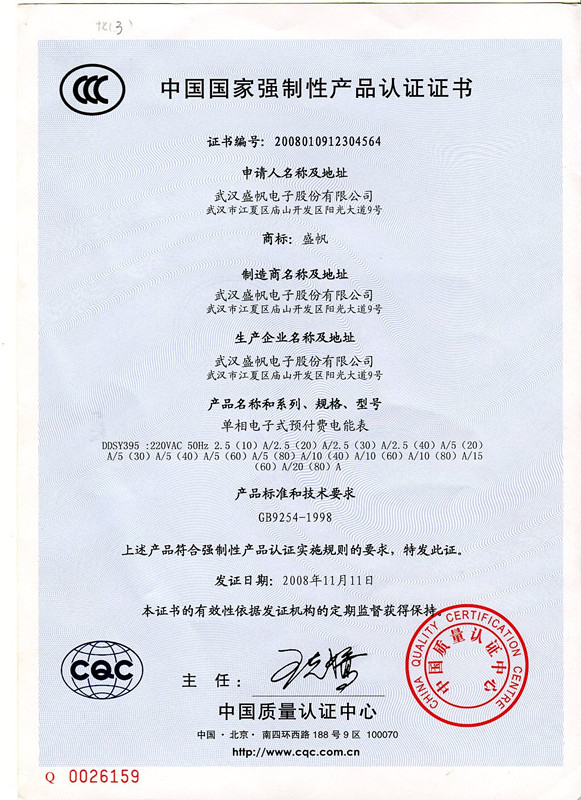 中国国家强制性产品认证证书
证书编号：2008010912304564
申请人名称及地址
武汉盛帆电子股份有限公司
武汉市江夏区庙山开发区阳光大道9号
商标：盛帆
制造商名称及地址
武汉盛帆电子股份有限公司
武汉市江夏区庙山开发区阳光大道9号
生产企业名称及地址
武汉盛帆电子股份有限公司
武汉市江夏区庙山开发区阳光大道9号
产品名称和系列、规格、型号
单相电子式预付费电能表
DDSY395 :220VAC 50Hz 2.5（10）A/2.5（20）A/2.5（30）A/2.5（40）A/5（20）
A/5（30）A/5（40）A/5（60）A/5（80）A/10（40）A/10（60）A/10（80）A/15
（60）A/20（80）A
产品标准和技术要求
GB9254-1998
上述产品符合强制性产品认证实施规则的要求，特发此证。
发证日期：2008年11月11日
本证书的有效性依据发证机构的定期监督获得保持。
CHINA QUALITY CERTIFICATION CENTRE
中国质量认证中心
CQC
主 任：
中国质量认证中心
中国·北京·南四环西路188号9区 100070
http://www.cqc.com.cn
Q 0026159